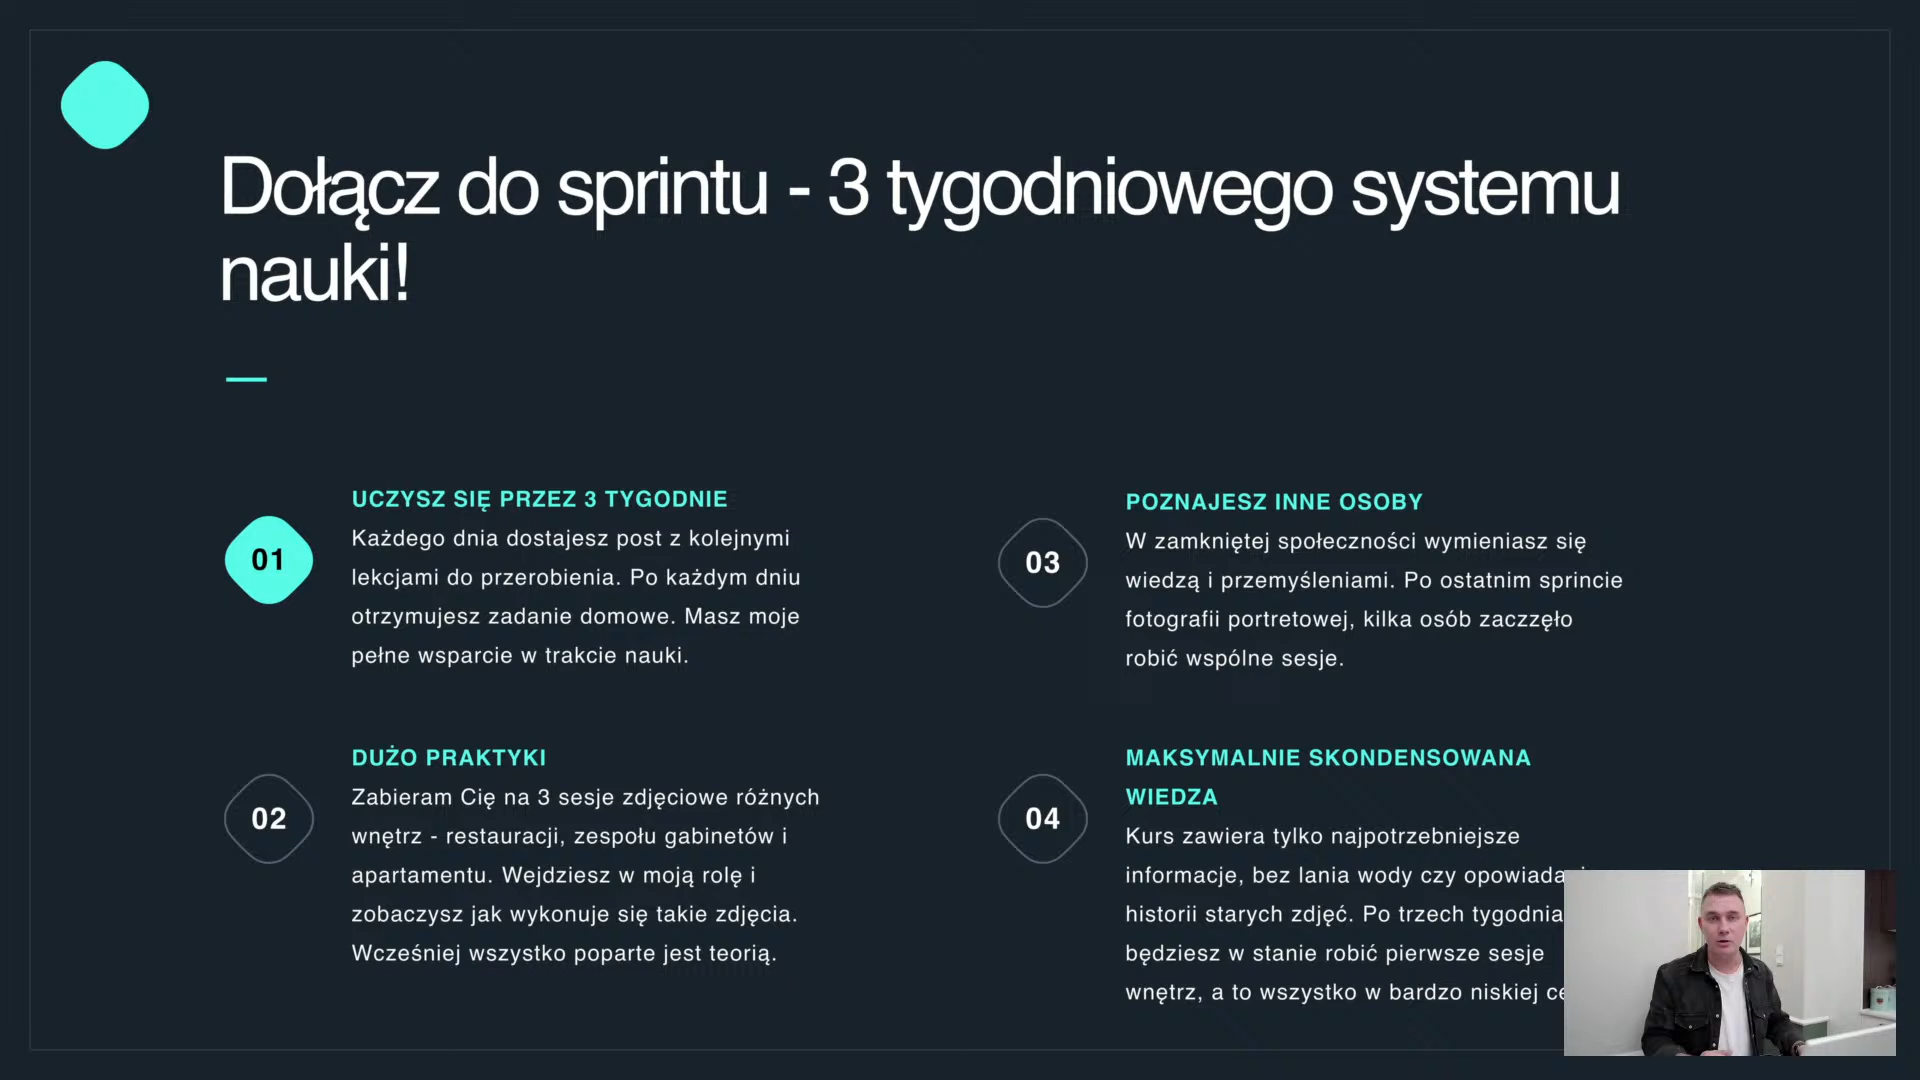 Dołącz do sprintu - 3 tygodniowego systemu
nauki!
01
UCZYSZ SIĘ PRZEZ 3 TYGODNIE
Każdego dnia dostajesz post z kolejnymi
lekcjami do przerobienia. Po każdym dniu
otrzymujesz zadanie domowe. Masz moje
pełne wsparcie w trakcie nauki.
02
DUŻO PRAKTYKI
Zabieram Cię na 3 sesje zdjęciowe różnych
wnętrz - restauracji, zespołu gabinetów i
apartamentu. Wejdziesz w moją rolę i
zobaczysz jak wykonuje się takie zdjęcia.
Wcześniej wszystko poparte jest teorią.
03
POZNAJESZ INNE OSOBY
W zamkniętej społeczności wymieniasz się
wiedzą i przemyśleniami. Po ostatnim sprincie
fotografii portretowej, kilka osób zaczzęło
robić wspólne sesje.
04
MAKSYMALNIE SKONDENSOWANA
WIEDZA
Kurs zawiera tylko najpotrzebniejsze
informacje, bez lania wody czy
historii starych zdjęć. Po trzech
będziesz w stanie robić pierwsze sesje
wnętrz, a to wszystko w bardzo niskiej